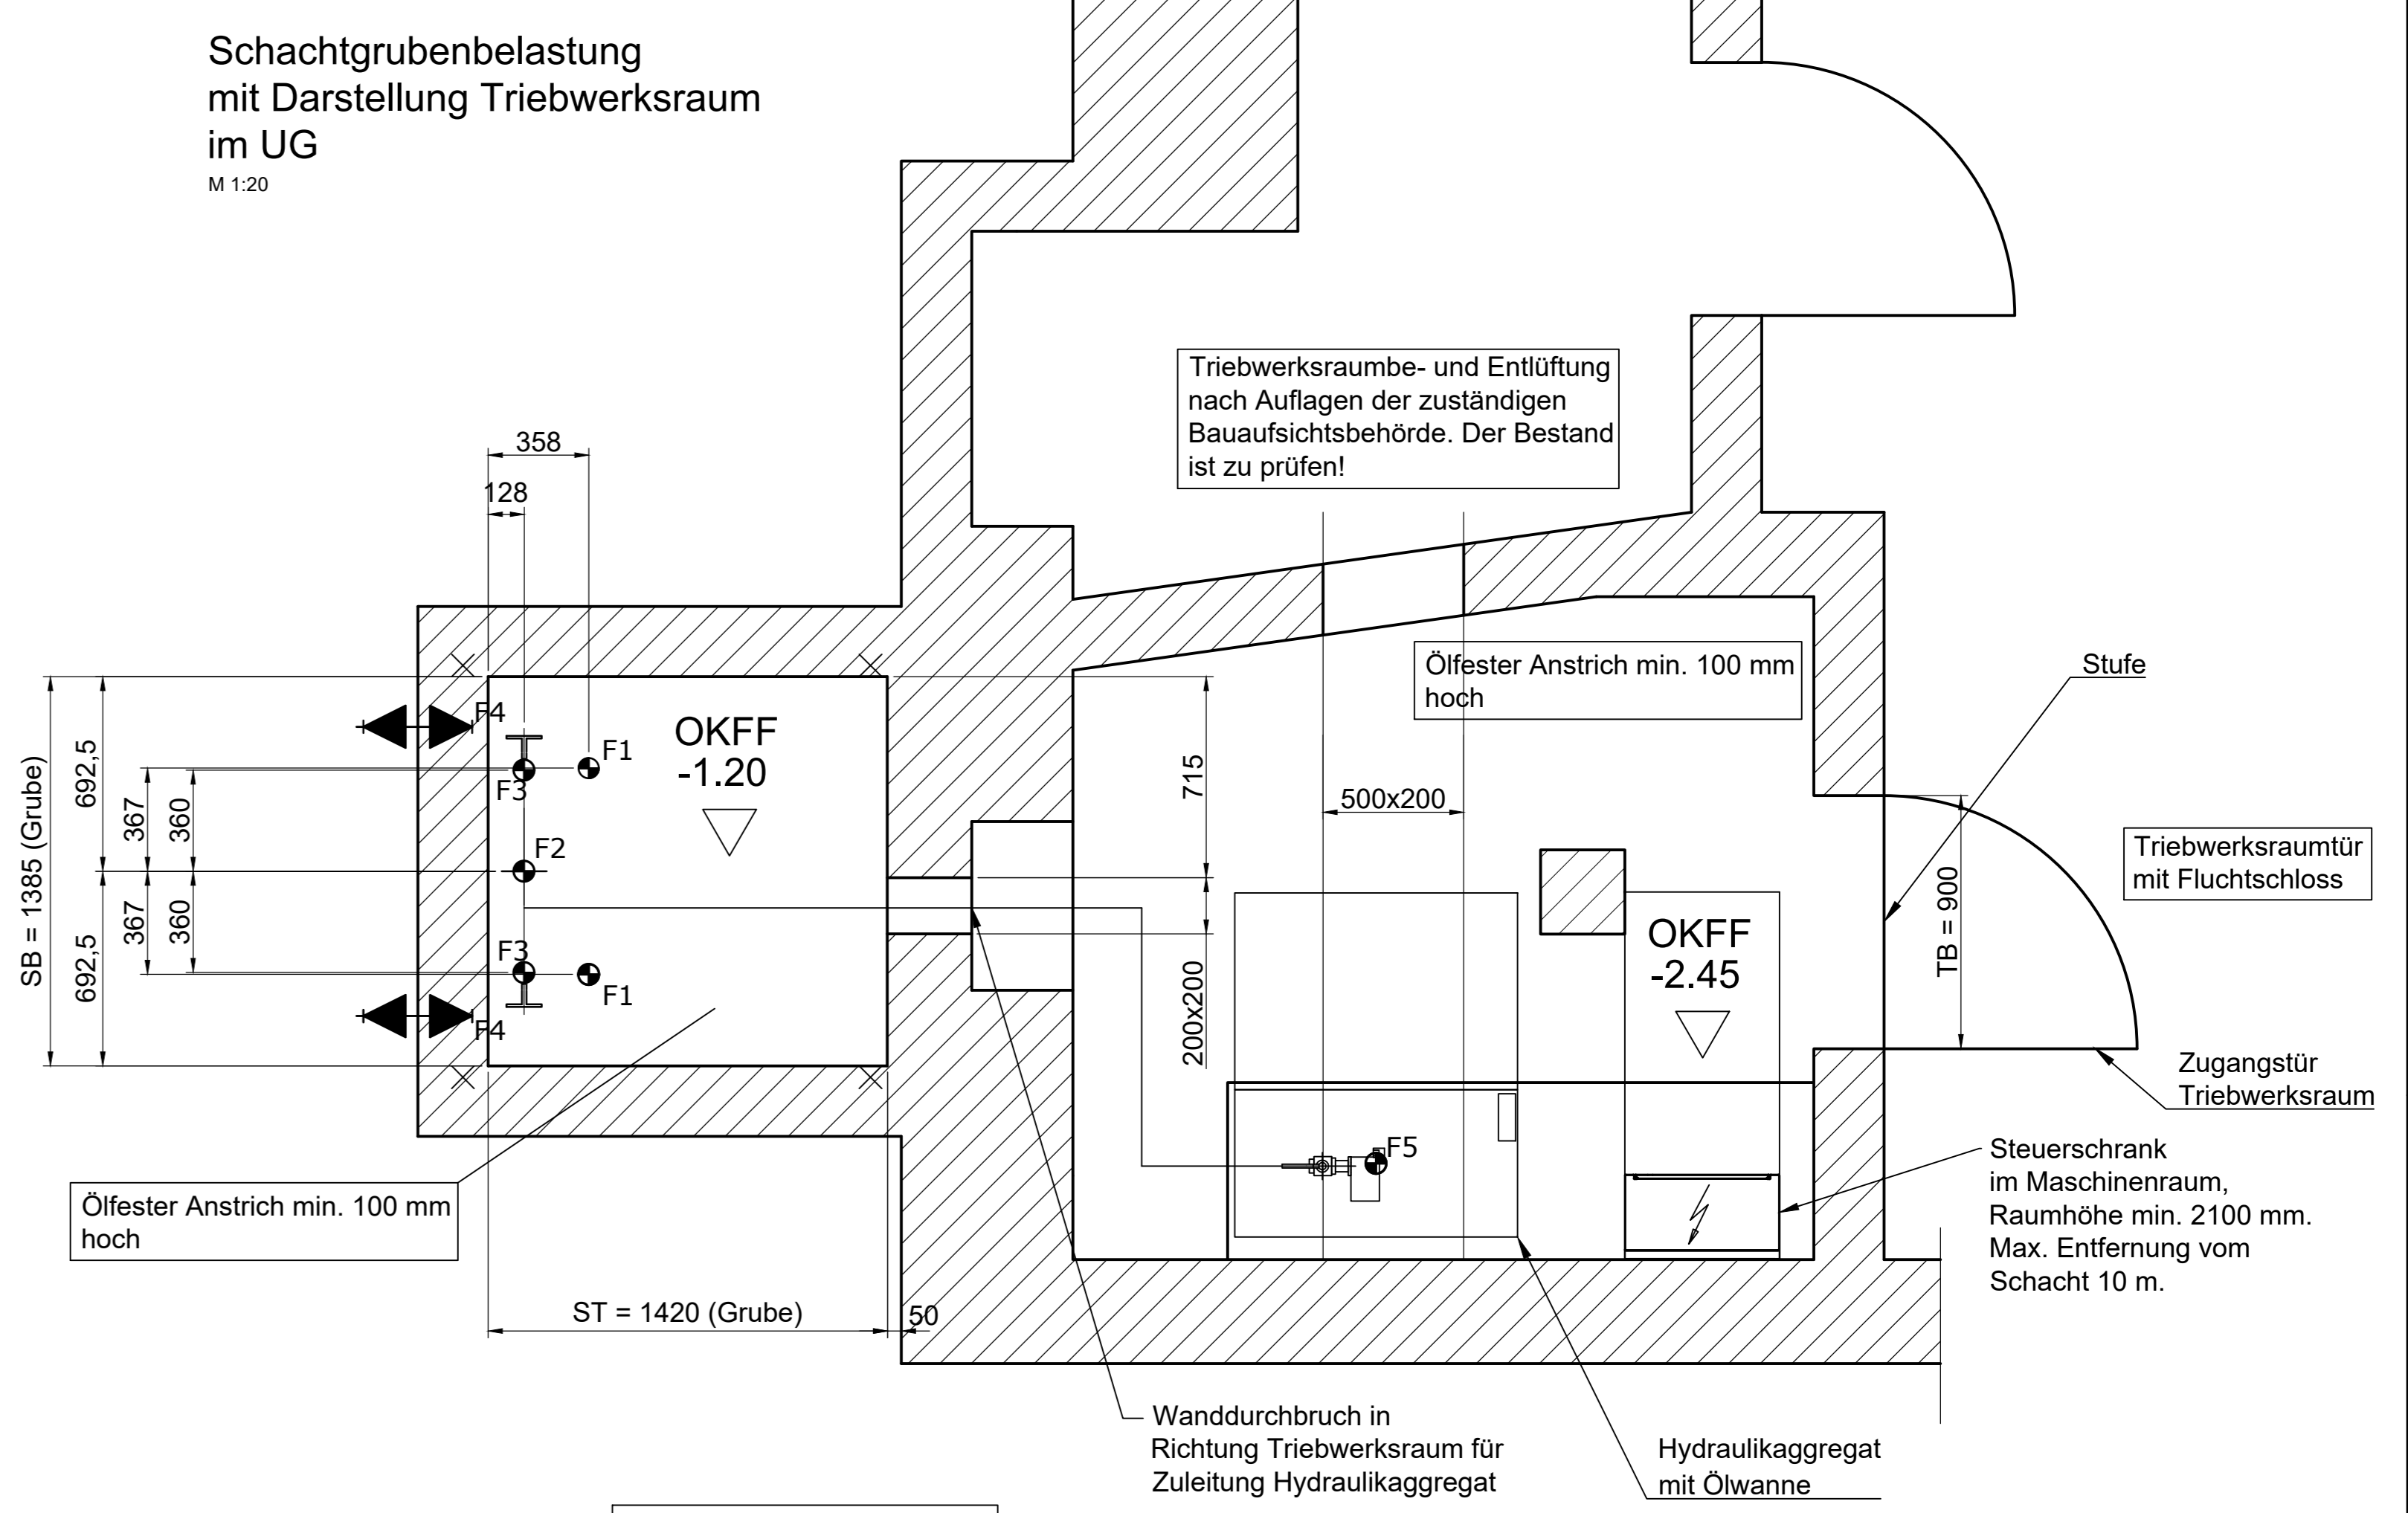 Schachtgrubenbelastung
mit Darstellung Triebwerksraum
im UG
M 1:20
Triebwerksraumbe- und Entlüftung
nach Auflagen der zuständigen
Bauaufsichtsbehörde. Der Bestand
ist zu prüfen!
358
128
Ölfester Anstrich min. 100 mm
hoch
Stufe
F4
OKFF
-1.20
F1
F3
F2
F3
F1
F4
SB = 1385 (Grube)
692,5
692,5
367
367
360
360
715
200x200
500x200
OKFF
-2.45
TB = 900
Triebwerksraumtür
mit Fluchtschloss
Zugangstür
Triebwerksraum
F5
Steuerschrank
im Maschinenraum,
Raumhöhe min. 2100 mm.
Max. Entfernung vom
Schacht 10 m.
Ölfester Anstrich min. 100 mm
hoch
ST = 1420 (Grube)
50
Wanddurchbruch in
Richtung Triebwerksraum für
Zuleitung Hydraulikaggregat
Hydraulikaggregat
mit Ölwanne